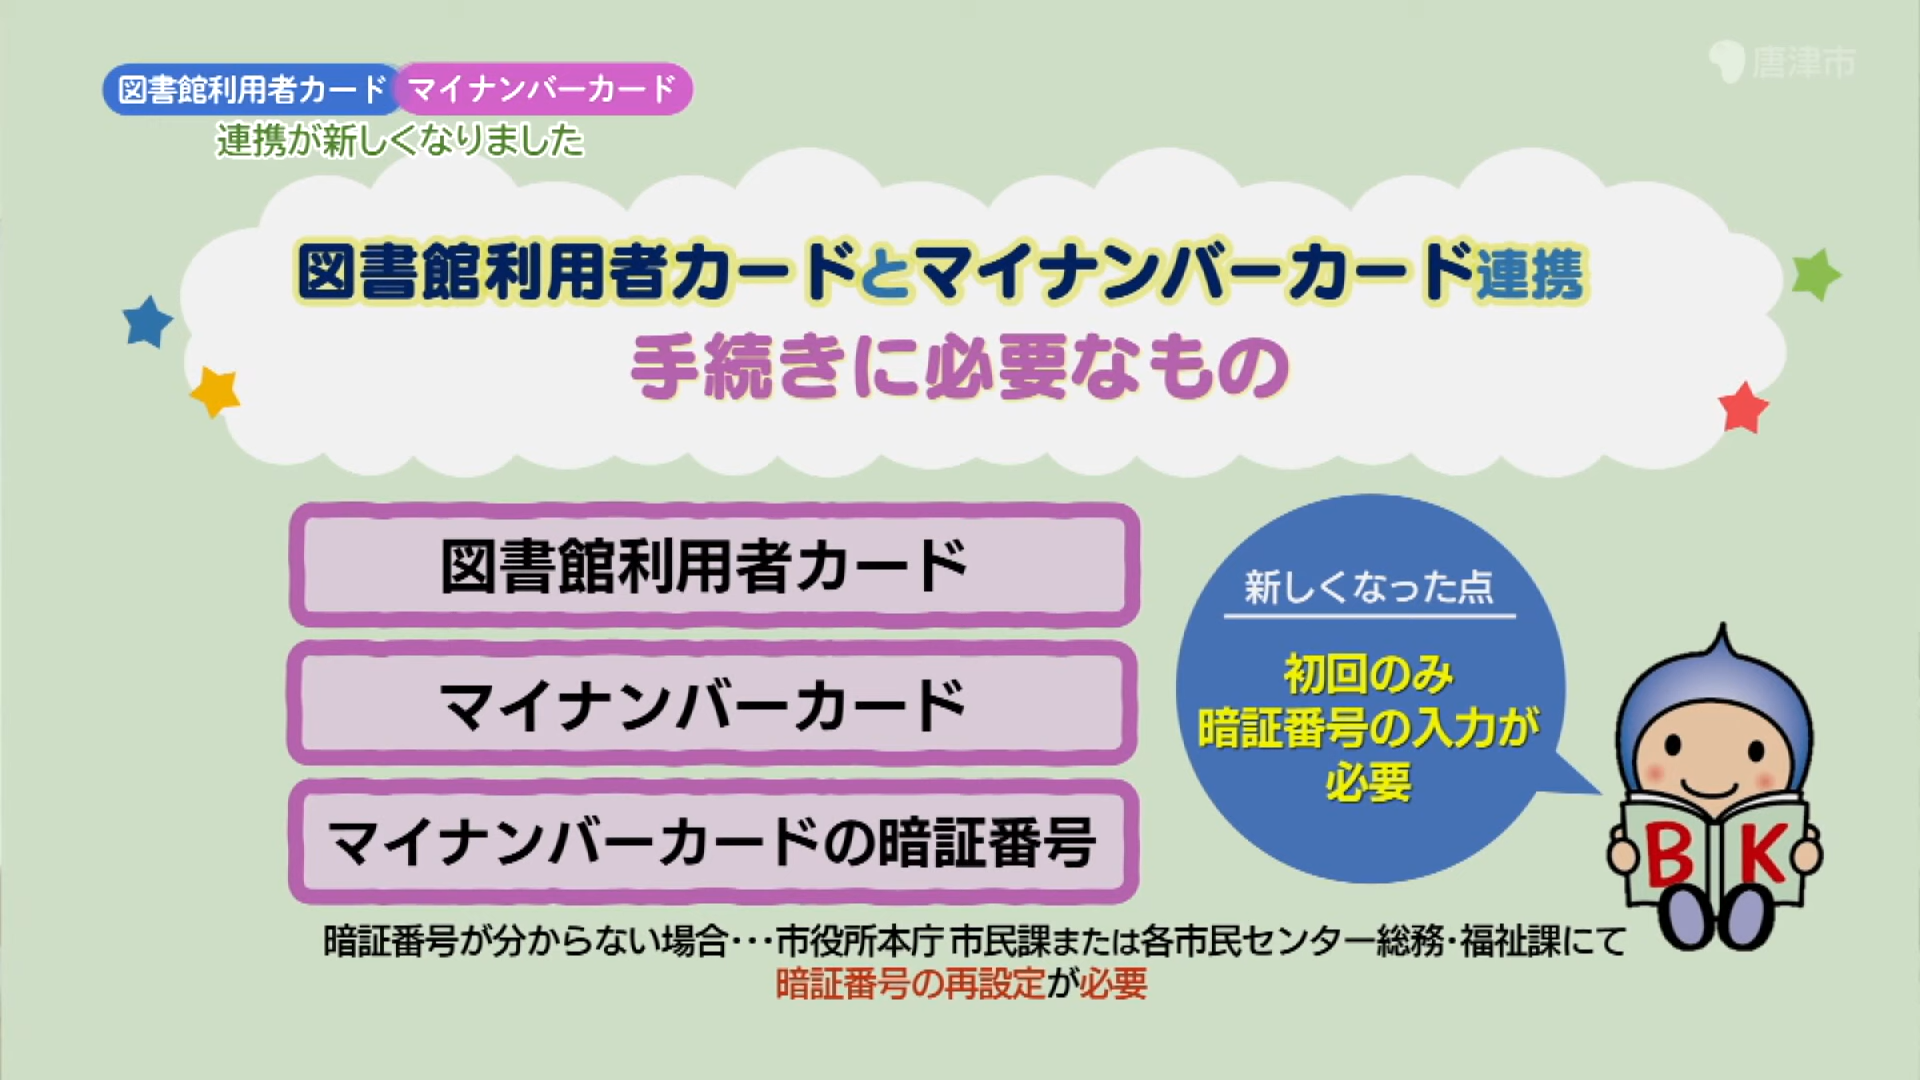 図書館利用者カード マイナンバーカード
連携が新しくなりました
唐津市
図書館利用者カードとマイナンバーカード連携
手続きに必要なもの
図書館利用者カード
マイナンバーカード
マイナンバーカードの暗証番号
新しくなった点
初回のみ
暗証番号の入力が
必要
B K
暗証番号が分からない場合･･･市役所本庁 市民課または各市民センター総務･福祉課にて
暗証番号の再設定が必要